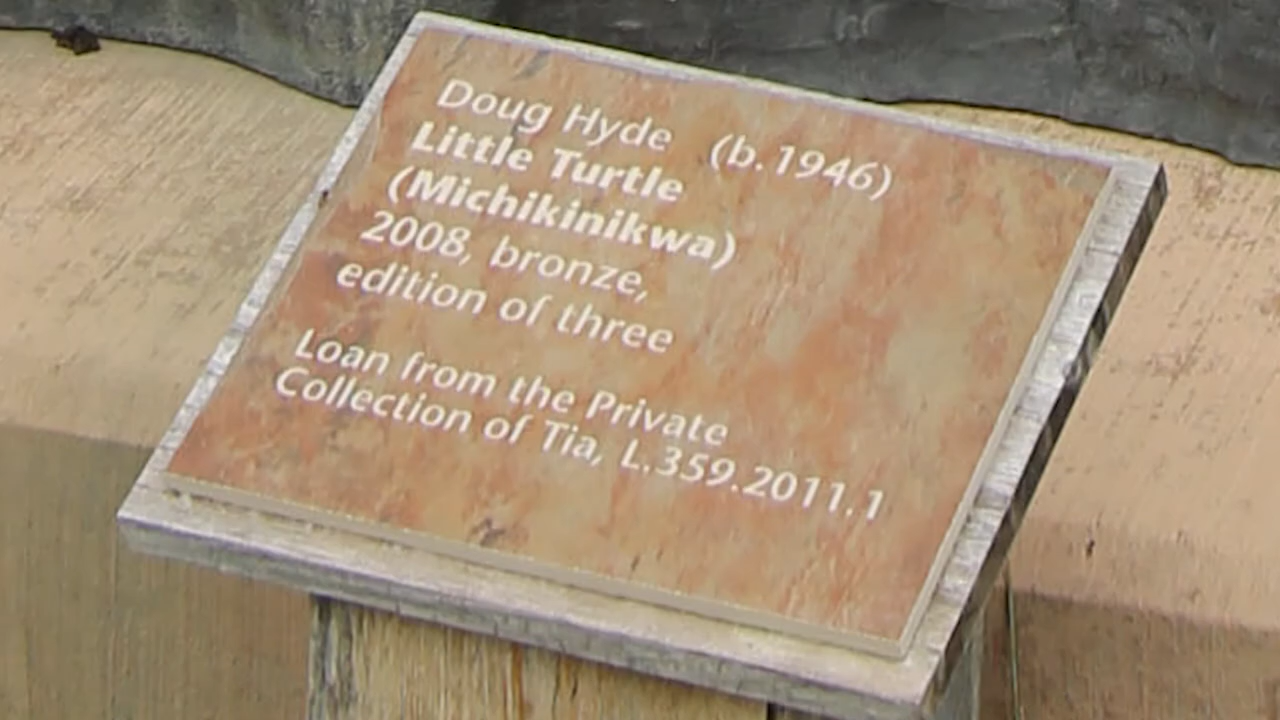 Doug Hyde (b.1946)
Little Turtle
(Michikinikwa)
2008, bronze,
edition of three
Loan from the Private
Collection of Tia, L.359.2011.1